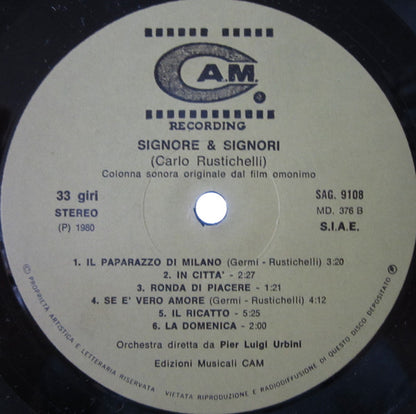 CAM.
RECORDING
SIGNORE & SIGNORI
(Carlo Rustichelli)
Colonna sonora originale dal film omonimo
33 giri
STEREO
(P) 1980
SAG. 9108
MD. 376 B
S.I.A.E.
1. IL PAPARAZZO DI MILANO (Germi - Rustichelli) 3:20
2. IN CITTA' - 2:27
3. RONDA DI PIACERE - 1:21
4. SE E' VERO AMORE (Germi - Rustichelli) 4:12
5. IL RICATTO - 5:25
6. LA DOMENICA - 2:00
Orchestra diretta da Pier Luigi Urbini
Edizioni Musicali CAM
© PROPRIETA ARTISTICA E LETTERARIA RISERVATA VIETATA RIPRODUZIONE E RADIODIFFUSIONE DI QUESTO DISCO DEPOSITATO ®